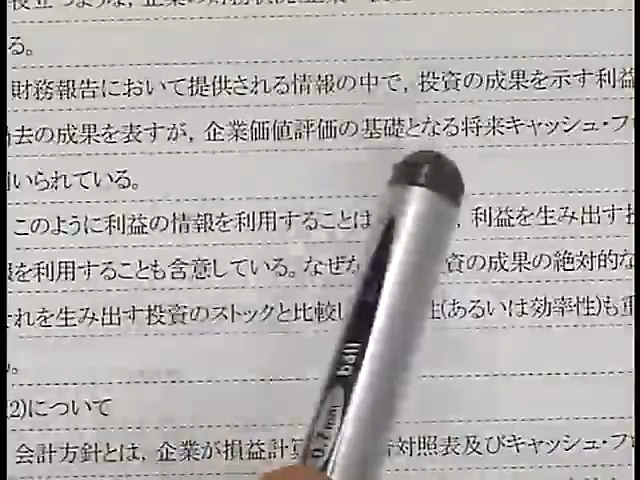 る。
財務報告において提供される情報の中で，投資の成果を示す利益
去の成果を表すが，企業価値評価の基礎となる将来キャッシュ・フ
いられている。
このように利益の情報を利用することは，利益を生み出す
を利用することも含意している。なぜな 資の成果の絶対的な
れを生み出す投資のストックと比較し 性(あるいは効率性)も重
2)について
会計方針とは，企業が損益計 対照表及びキャッシュ・フ
ball
0.7mm